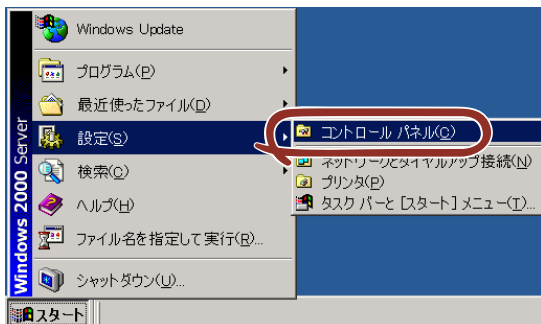 Windows Update
プログラム(P)
最近使ったファイル(D)
設定(S)
検索(C)
ヘルプ(H)
ファイル名を指定して実行(R)...
シャットダウン(U)...
Windows 2000 Server
コントロール パネル(C)
ネットワークとダイヤルアップ接続(N)
プリンタ(P)
タスク バーと [スタート] メニュー(T)...
スタート